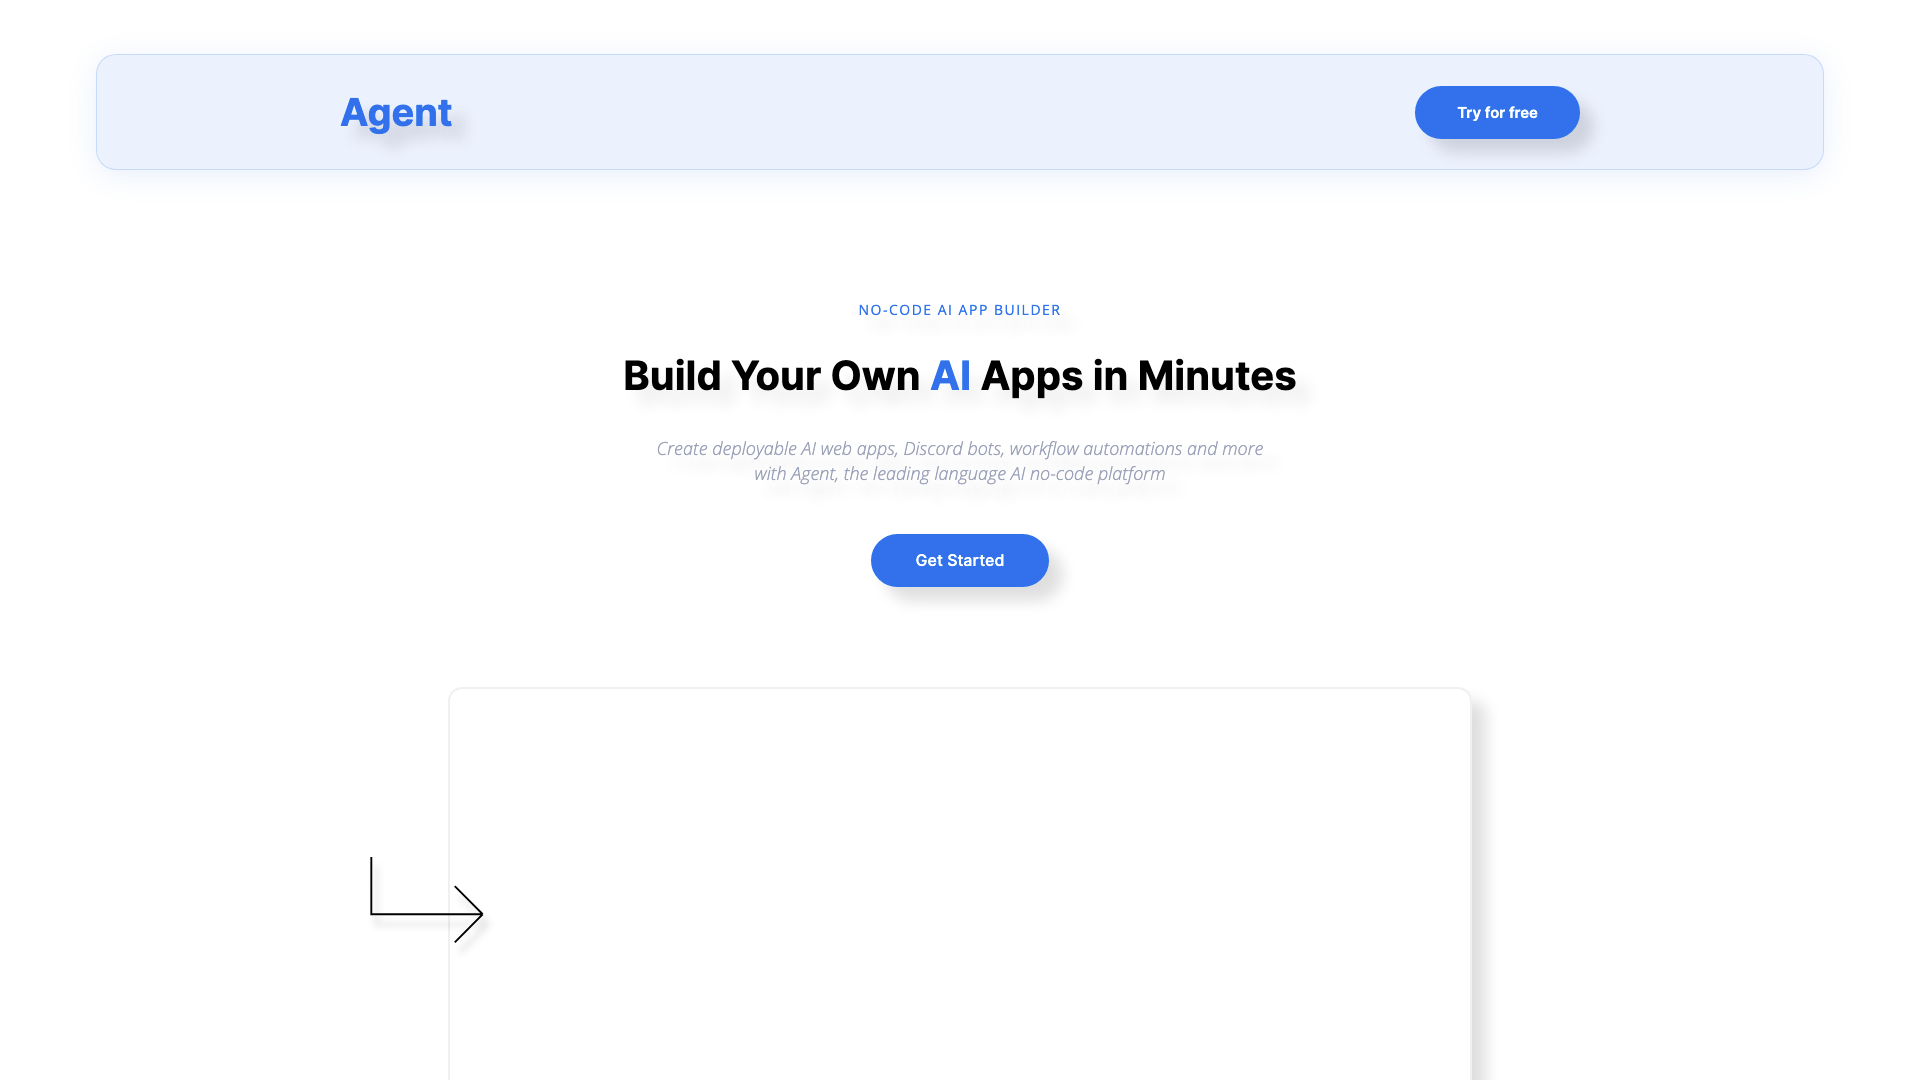 Agent
Try for free
NO-CODE AI APP BUILDER
Build Your Own AI Apps in Minutes
Create deployable AI web apps, Discord bots, workflow automations and more
with Agent, the leading language AI no-code platform
Get Started